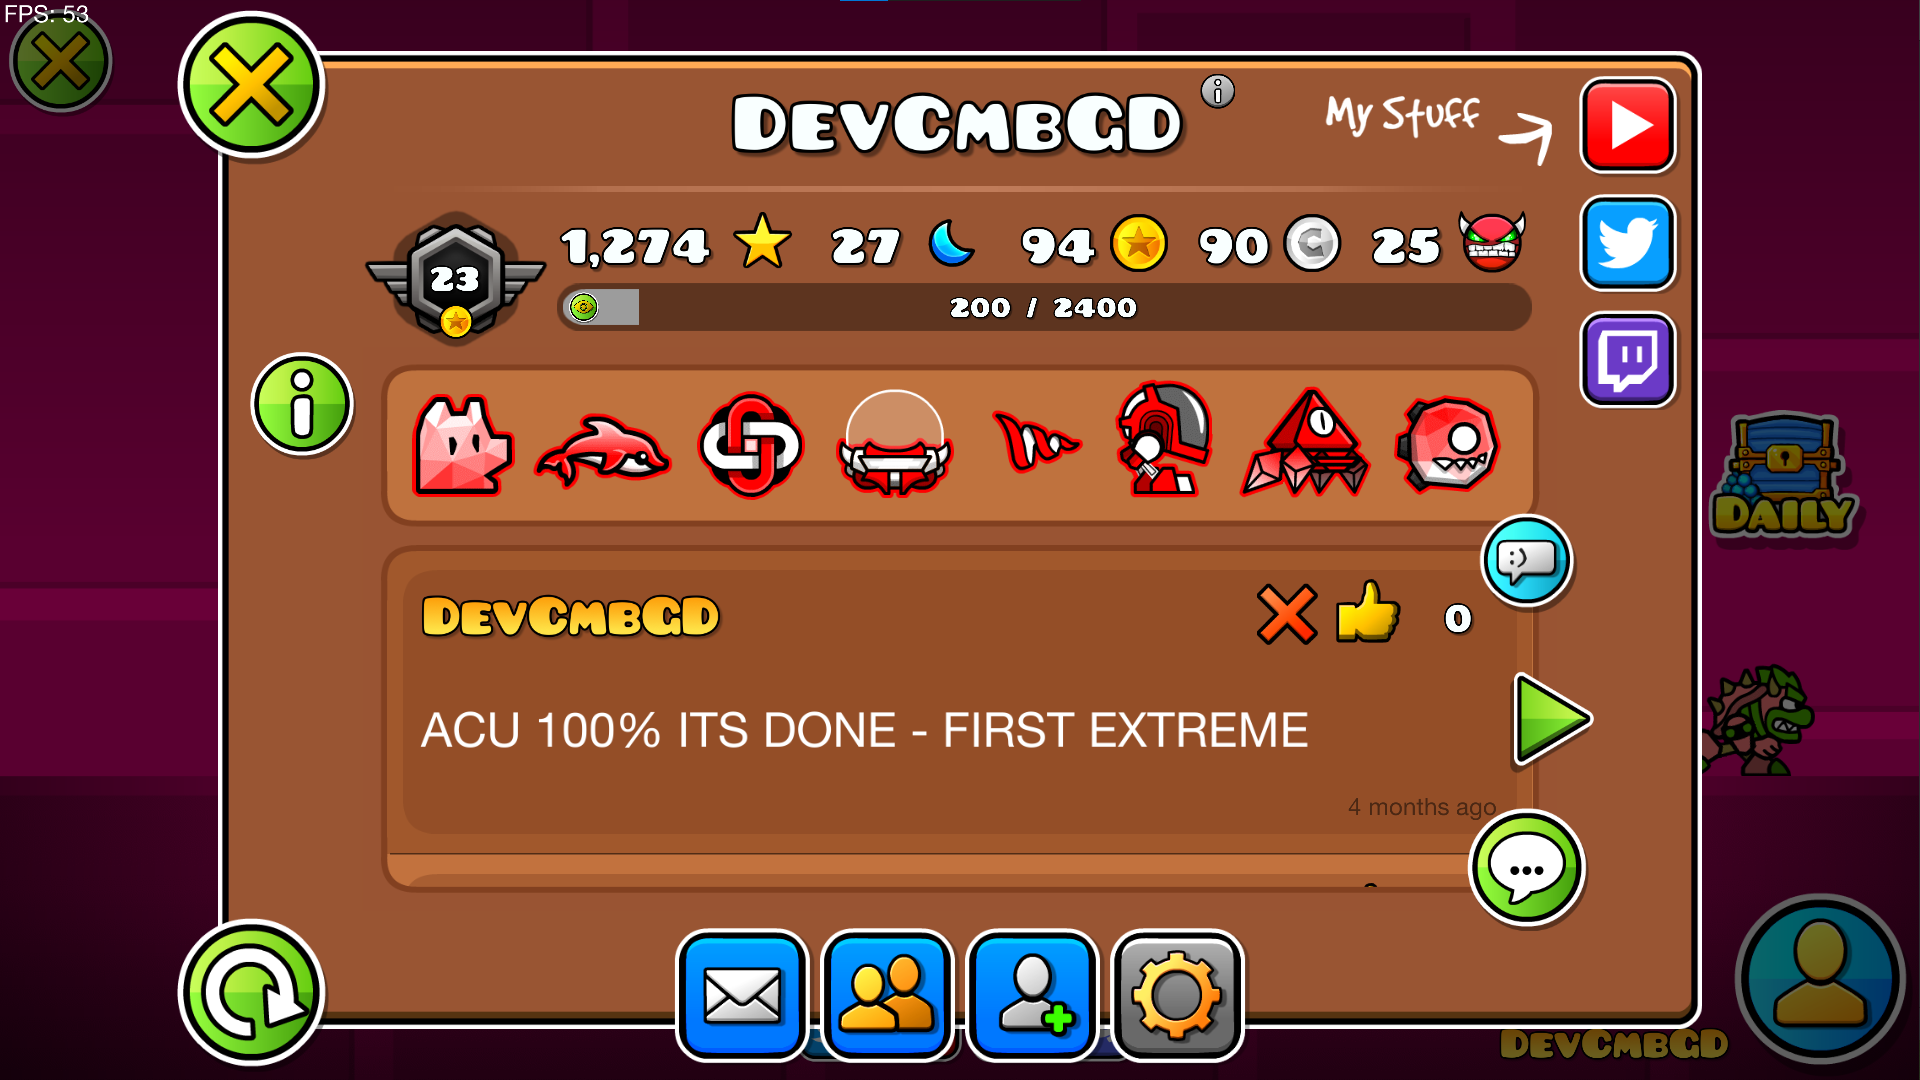 FPS: 53
DevCmbGD
My Stuff
23
1,274 27 94 90 25
200 / 2400
DAILY
DevCmbGD
0
ACU 100% ITS DONE - FIRST EXTREME
4 months ago
DevCmbGD